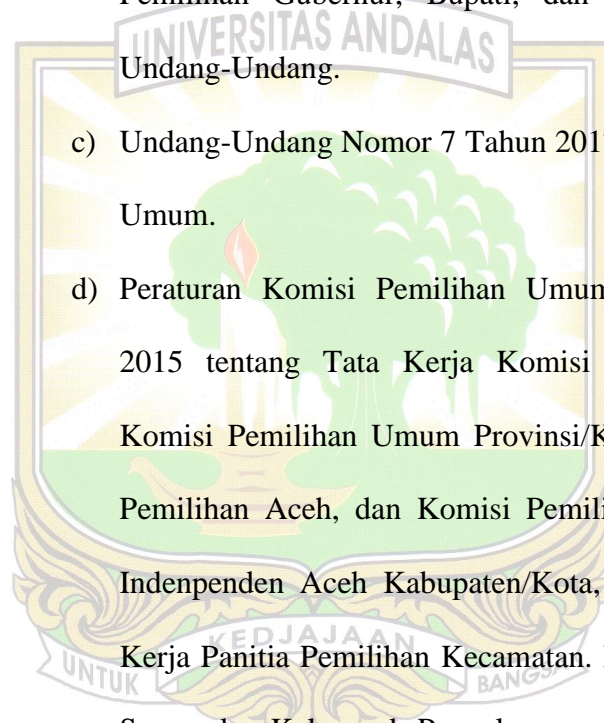 Pemilihan Gubernur, Bupati, dan
UNIVERSITAS ANDALAS
Undang-Undang.
c) Undang-Undang Nomor 7 Tahun 201
Umum.
d) Peraturan Komisi Pemilihan Umum
2015 tentang Tata Kerja Komisi
Komisi Pemilihan Umum Provinsi/K
Pemilihan Aceh, dan Komisi Pemili
Indenpenden Aceh Kabupaten/Kota,
KEDJAJAAN
Kerja Panitia Pemilihan Kecamatan.
UNTUK BANGSA